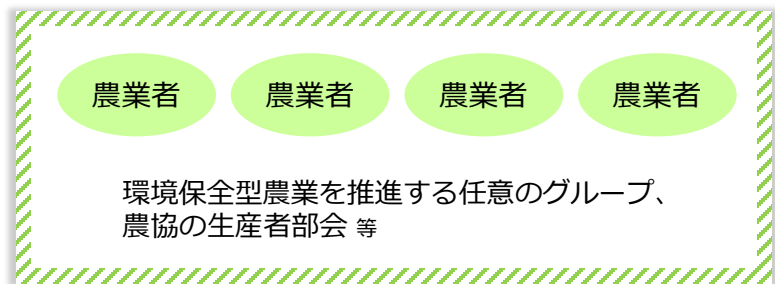 農業者 農業者 農業者 農業者
環境保全型農業を推進する任意のグループ、
農協の生産者部会 等